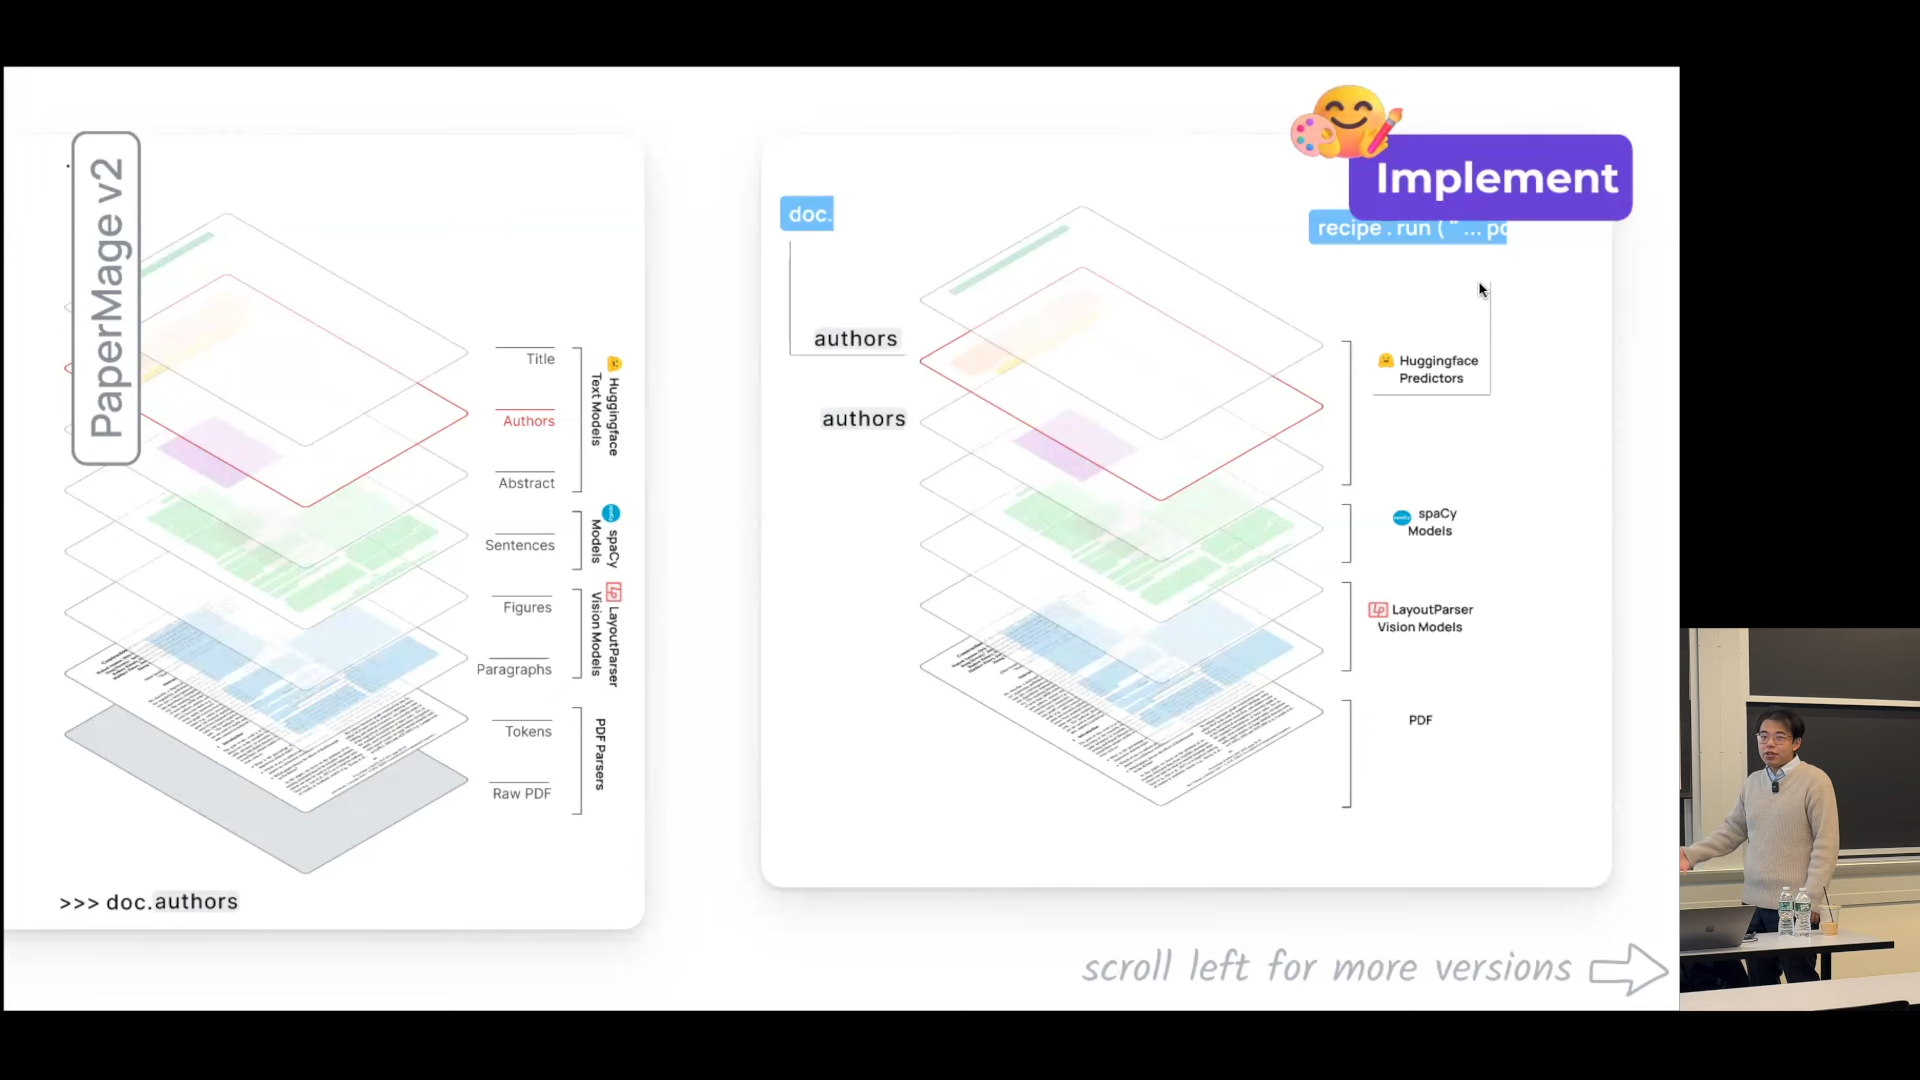 PaperMage v2
Title
Authors
Abstract
Sentences
Figures
Paragraphs
Tokens
Raw PDF
Huggingface
Text Models
spaCy
Models
LayoutParser
Vision Models
PDF Parsers
>>> doc.authors
Implement
doc.
recipe . run ( " ...
authors
authors
Huggingface
Predictors
spaCy
Models
Lp LayoutParser
Vision Models
PDF
scroll left for more versions